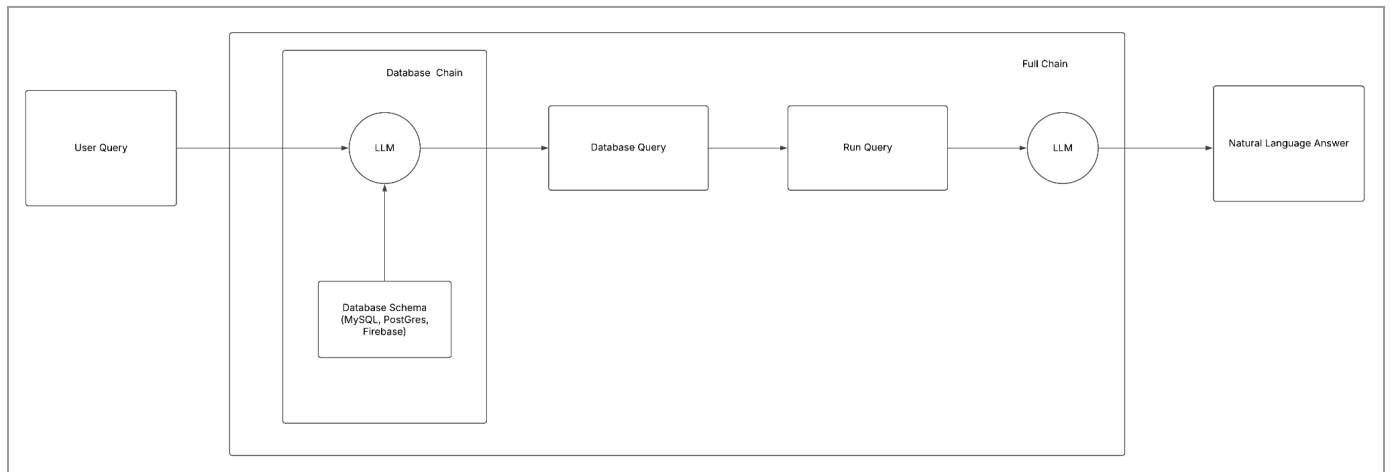 Database  Chain
Full Chain
User Query
LLM
Database Query
Run Query
LLM
Natural Language Answer
Database Schema
(MySQL, PostGres,
Firebase)